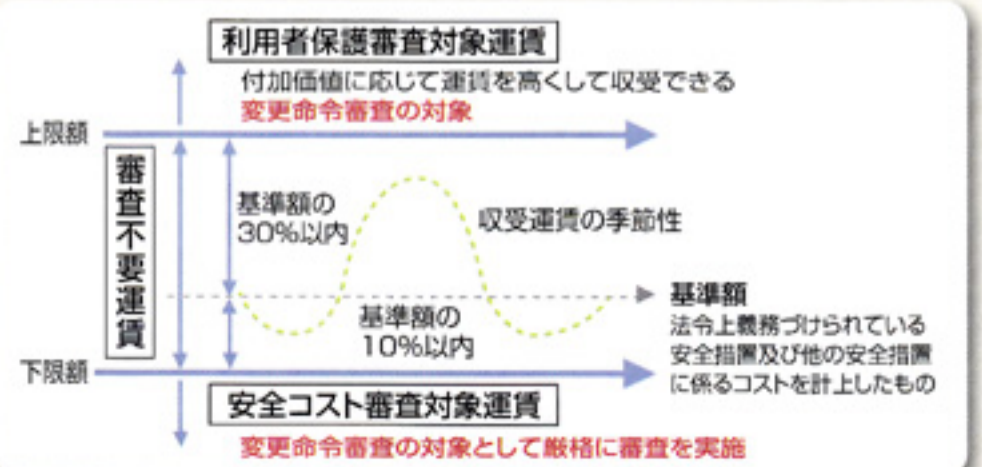 利用者保護審査対象運賃
付加価値に応じて運賃を高くして収受できる
変更命令審査の対象
上限額
審査不要運賃
基準額の
30%以内
収受運賃の季節性
基準額の
10%以内
基準額
法令上義務づけられている
安全措置及び他の安全措置
に係るコストを計上したもの
下限額
安全コスト審査対象運賃
変更命令審査の対象として厳格に審査を実施